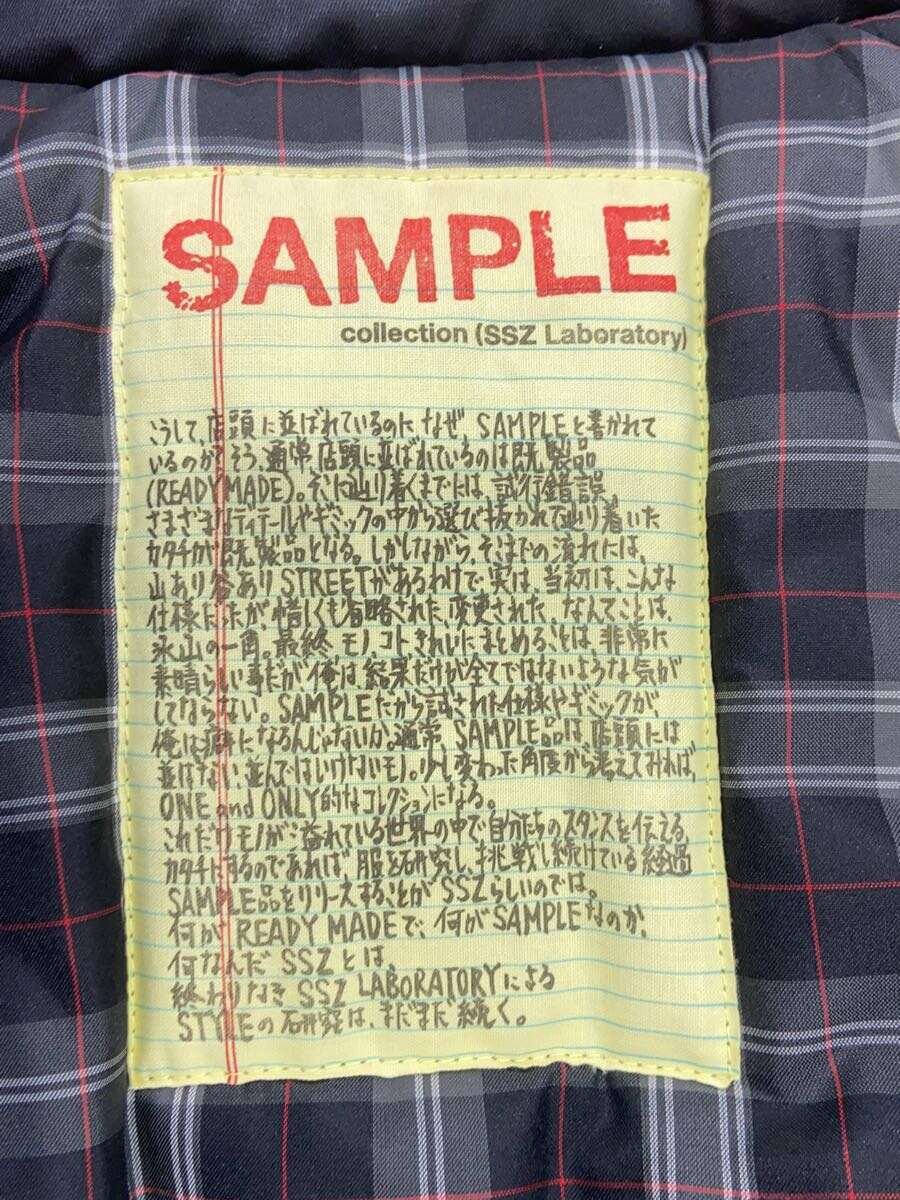 SAMPLE
collection (SSZ Laboratory)
こうして、店頭に並ばれているのに、なぜ、SAMPLEと書かれて
いるのか？そう、通常、店頭に並ばれているのは既製品
(READYMADE)。そこに辿り着くまでには、試行錯誤。
さまざまなディテールやギミックの中から選び抜かれて辿り着いた
カタチが既製品となる。しかしながら、そこまでの流れには、
山あり谷ありSTREETがあるわけで、実は、当初は、こんな
仕様だったが、惜しくも省略された、変更された、なんてことは、
氷山の一角。最終、モノ、コトきれいにまとめることは、非常に
素晴らしい事だが、俺は結果だけが全てではないような気が
してならない。SAMPLEだから試された仕様やギミックが、
俺は癖になるんじゃないか。通常、SAMPLE品は、店頭には
並ばない、並んではいけないモノ。少し変わった角度から考えてみれば、
ONE and ONLY的なコレクションになる。
これだけモノがご溢れている世界の中で自分たちのスタンスを伝える、
カタチにするのであれば、服を研究し、挑戦し続けている経過
SAMPLE品をリリースすることがSSZらしいのでは。
何がREADY MADEで、何がSAMPLEなのか、
何なんだSSZとは、
終わりなきSSZ LABORATORYによる
STYLEの研究は、まだまだ続く。